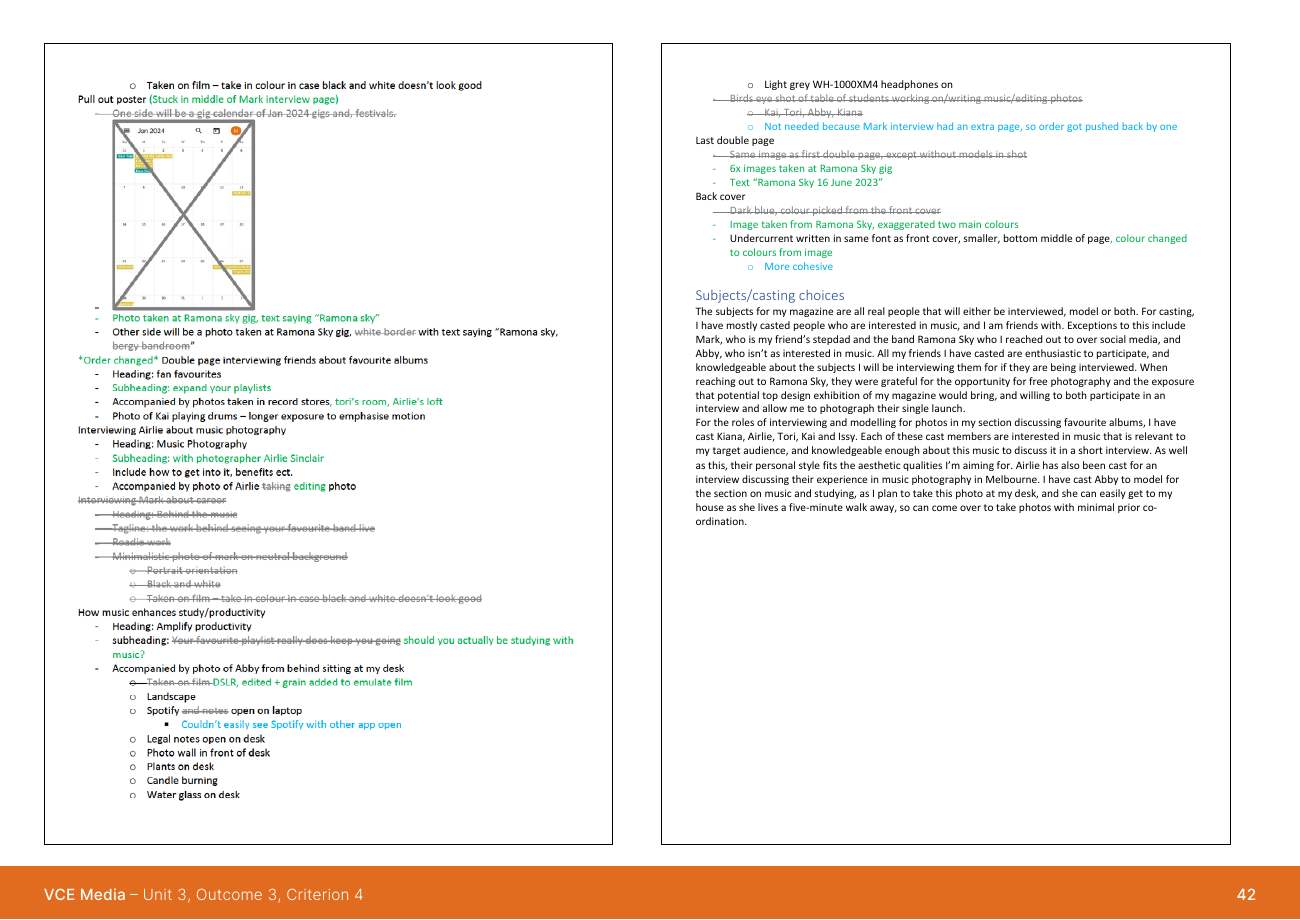 o Taken on film – take in colour in case black and white doesn't look good
Pull out poster (Stuck in middle of Mark interview page)
- One side will be a gig calendar of Jan 2024 gigs and, festivals.
Jan 2024
-
- Photo taken at Ramona sky gig, text saying "Ramona sky"
- Other side will be a photo taken at Ramona Sky gig, white border with text saying "Ramona sky,
bergy bandroom"
*Order changed* Double page interviewing friends about favourite albums
- Heading: fan favourites
- Subheading: expand your playlists
- Accompanied by photos taken in record stores, tori's room, Airlie's loft
- Photo of Kai playing drums – longer exposure to emphasise motion
Interviewing Airlie about music photography
- Heading: Music Photography
- Subheading: with photographer Airlie Sinclair
- Include how to get into it, benefits ect.
- Accompanied by photo of Airlie taking editing photo
Interviewing Mark about career
- Heading: Behind the music
- Tagline: the work behind seeing your favourite band live
- Roadie work
- Minimalistic photo of mark on neutral background
o Portrait orientation
o Black and white
o Taken on film – take in colour in case black and white doesn't look good
How music enhances study/productivity
- Heading: Amplify productivity
- subheading: Your favourite playlist really does keep you going should you actually be studying with
music?
- Accompanied by photo of Abby from behind sitting at my desk
o Taken on film DSLR, edited + grain added to emulate film
o Landscape
o Spotify and notes open on laptop
▪ Couldn't easily see Spotify with other app open
o Legal notes open on desk
o Photo wall in front of desk
o Plants on desk
o Candle burning
o Water glass on desk
o Light grey WH-1000XM4 headphones on
- Birds eye shot of table of students working on/writing music/editing photos
o Kai, Tori, Abby, Kiana
o Not needed because Mark interview had an extra page, so order got pushed back by one
Last double page
- Same image as first double page, except without models in shot
- 6x images taken at Ramona Sky gig
- Text "Ramona Sky 16 June 2023"
Back cover
- Dark blue, colour picked from the front cover
- Image taken from Ramona Sky, exaggerated two main colours
- Undercurrent written in same font as front cover, smaller, bottom middle of page, colour changed
to colours from image
o More cohesive
Subjects/casting choices
The subjects for my magazine are all real people that will either be interviewed, model or both. For casting,
I have mostly casted people who are interested in music, and I am friends with. Exceptions to this include
Mark, who is my friend's stepdad and the band Ramona Sky who I reached out to over social media, and
Abby, who isn't as interested in music. All my friends I have casted are enthusiastic to participate, and
knowledgeable about the subjects I will be interviewing them for if they are being interviewed. When
reaching out to Ramona Sky, they were grateful for the opportunity for free photography and the exposure
that potential top design exhibition of my magazine would bring, and willing to both participate in an
interview and allow me to photograph their single launch.
For the roles of interviewing and modelling for photos in my section discussing favourite albums, I have
cast Kiana, Airlie, Tori, Kai and Issy. Each of these cast members are interested in music that is relevant to
my target audience, and knowledgeable enough about this music to discuss it in a short interview. As well
as this, their personal style fits the aesthetic qualities I'm aiming for. Airlie has also been cast for an
interview discussing their experience in music photography in Melbourne. I have cast Abby to model for
the section on music and studying, as I plan to take this photo at my desk, and she can easily get to my
house as she lives a five-minute walk away, so can come over to take photos with minimal prior co-
ordination.
VCE Media – Unit 3, Outcome 3, Criterion 4
42